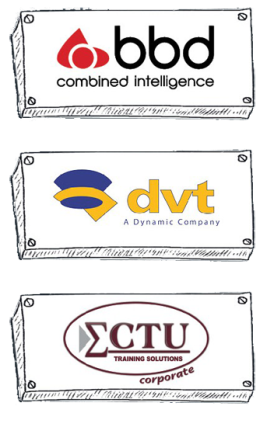 bbd
combined intelligence
dvt
A Dynamic Company
ΣCTU
TRAINING SOLUTIONS
corporate